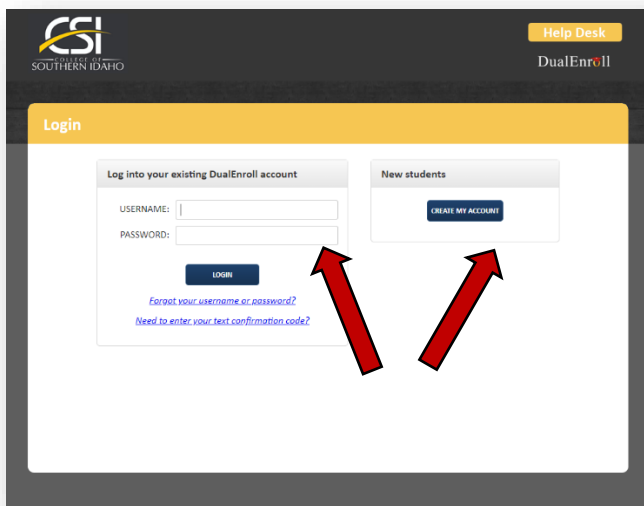 CSI
COLLEGE OF
SOUTHERN IDAHO
Help Desk
DualEnroll
Login
Log into your existing DualEnroll account
USERNAME:
PASSWORD:
LOGIN
Forgot your username or password?
Need to enter your text confirmation code?
New students
CREATE MY ACCOUNT